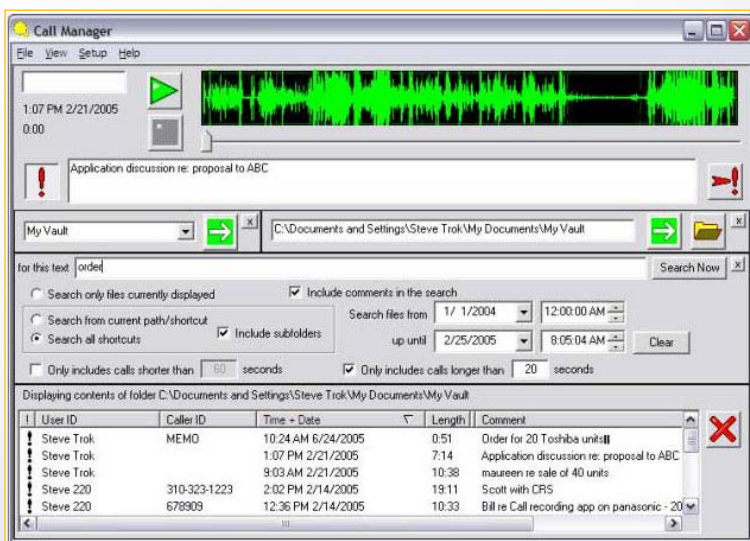 Call Manager
File View Setup Help
1:07 PM 2/21/2005
0:00
Application discussion re: proposal to ABC
My Vault
C:\Documents and Settings\Steve Trok\My Documents\My Vault
for this text order Search Now
Search only files currently displayed Include comments in the search
Search from current path/shortcut Include subfolders Search files from 1/ 1/2004 12:00:00 AM
Search all shortcuts up until 2/25/2005 8:05:04 AM Clear
Only includes calls shorter than 60 seconds Only includes calls longer than 20 seconds
Displaying contents of folder C:\Documents and Settings\Steve Trok\My Documents\My Vault
! User ID Caller ID Time + Date Length Comment
Steve Trok MEMO 10:24 AM 6/24/2005 0:51 Order for 20 Toshiba units!!
Steve Trok 1:07 PM 2/21/2005 7:14 Application discussion re: proposal to ABC
Steve Trok 9:03 AM 2/21/2005 10:38 maureen re sale of 40 units
Steve 220 310-323-1223 2:02 PM 2/14/2005 19:11 Scott with CRS
Steve 220 678909 12:36 PM 2/14/2005 10:33 Bill re Call recording app on panasonic - 20